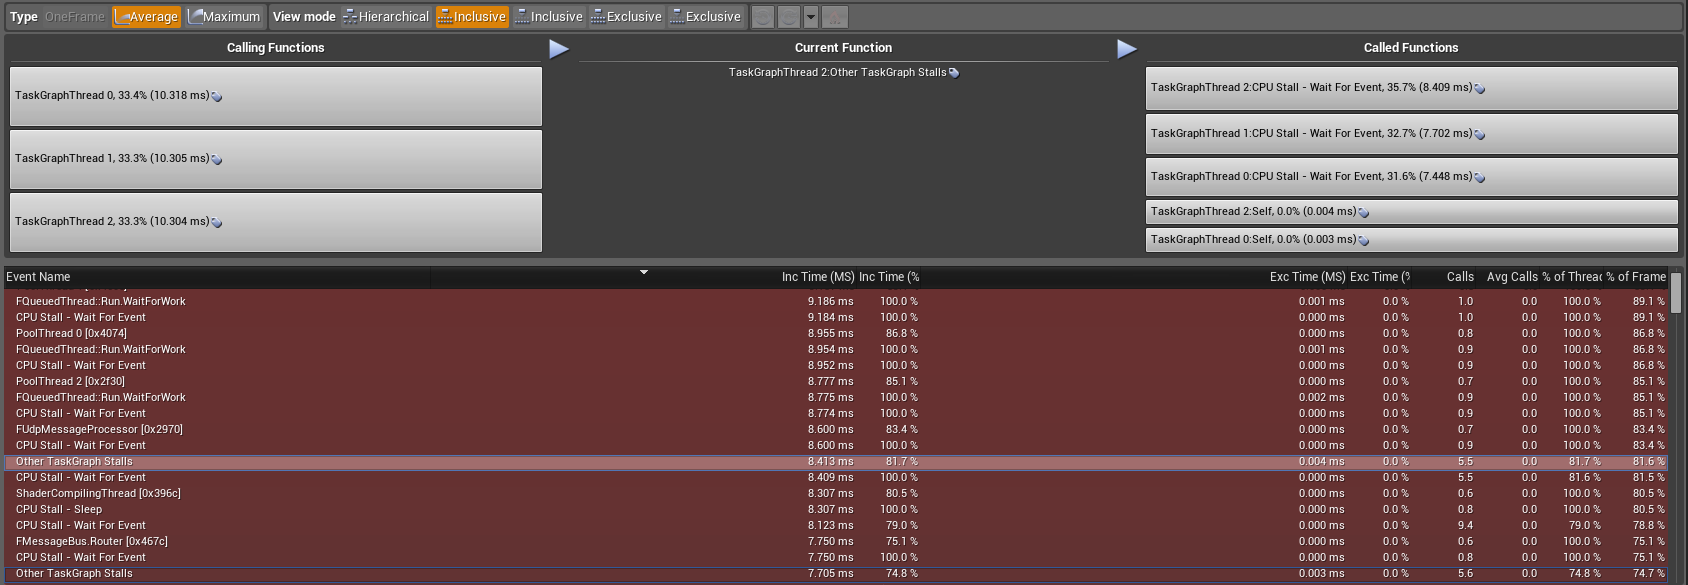 Type OneFrame Average Maximum View mode Hierarchical Inclusive Inclusive Exclusive Exclusive
Calling Functions Current Function Called Functions
TaskGraphThread 2:Other TaskGraph Stalls
TaskGraphThread 0, 33.4% (10.318 ms)
TaskGraphThread 1, 33.3% (10.305 ms)
TaskGraphThread 2, 33.3% (10.304 ms)
TaskGraphThread 2:CPU Stall - Wait For Event, 35.7% (8.409 ms)
TaskGraphThread 1:CPU Stall - Wait For Event, 32.7% (7.702 ms)
TaskGraphThread 0:CPU Stall - Wait For Event, 31.6% (7.448 ms)
TaskGraphThread 2:Self, 0.0% (0.004 ms)
TaskGraphThread 0:Self, 0.0% (0.003 ms)
Event Name Inc Time (MS) Inc Time (% Exc Time (MS) Exc Time (% Calls Avg Calls % of Threac % of Frame
FQueuedThread::Run.WaitForWork 9.186 ms 100.0 % 0.001 ms 0.0 % 1.0 0.0 100.0 % 89.1 %
CPU Stall - Wait For Event 9.184 ms 100.0 % 0.000 ms 0.0 % 1.0 0.0 100.0 % 89.1 %
PoolThread 0 [0x4074] 8.955 ms 86.8 % 0.000 ms 0.0 % 0.8 0.0 100.0 % 86.8 %
FQueuedThread::Run.WaitForWork 8.954 ms 100.0 % 0.001 ms 0.0 % 0.9 0.0 100.0 % 86.8 %
CPU Stall - Wait For Event 8.952 ms 100.0 % 0.000 ms 0.0 % 0.9 0.0 100.0 % 86.8 %
PoolThread 2 [0x2f30] 8.777 ms 85.1 % 0.000 ms 0.0 % 0.7 0.0 100.0 % 85.1 %
FQueuedThread::Run.WaitForWork 8.775 ms 100.0 % 0.002 ms 0.0 % 0.9 0.0 100.0 % 85.1 %
CPU Stall - Wait For Event 8.774 ms 100.0 % 0.000 ms 0.0 % 0.9 0.0 100.0 % 85.1 %
FUdpMessageProcessor [0x2970] 8.600 ms 83.4 % 0.000 ms 0.0 % 0.7 0.0 100.0 % 83.4 %
CPU Stall - Wait For Event 8.600 ms 100.0 % 0.000 ms 0.0 % 0.9 0.0 100.0 % 83.4 %
Other TaskGraph Stalls 8.413 ms 81.7 % 0.004 ms 0.0 % 5.5 0.0 81.7 % 81.6 %
CPU Stall - Wait For Event 8.409 ms 100.0 % 0.000 ms 0.0 % 5.5 0.0 81.6 % 81.5 %
ShaderCompilingThread [0x396c] 8.307 ms 80.5 % 0.000 ms 0.0 % 0.6 0.0 100.0 % 80.5 %
CPU Stall - Sleep 8.307 ms 100.0 % 0.000 ms 0.0 % 0.8 0.0 100.0 % 80.5 %
CPU Stall - Wait For Event 8.123 ms 79.0 % 0.000 ms 0.0 % 9.4 0.0 79.0 % 78.8 %
FMessageBus.Router [0x467c] 7.750 ms 75.1 % 0.000 ms 0.0 % 0.6 0.0 100.0 % 75.1 %
CPU Stall - Wait For Event 7.750 ms 100.0 % 0.000 ms 0.0 % 0.8 0.0 100.0 % 75.1 %
Other TaskGraph Stalls 7.705 ms 74.8 % 0.003 ms 0.0 % 5.6 0.0 74.8 % 74.7 %